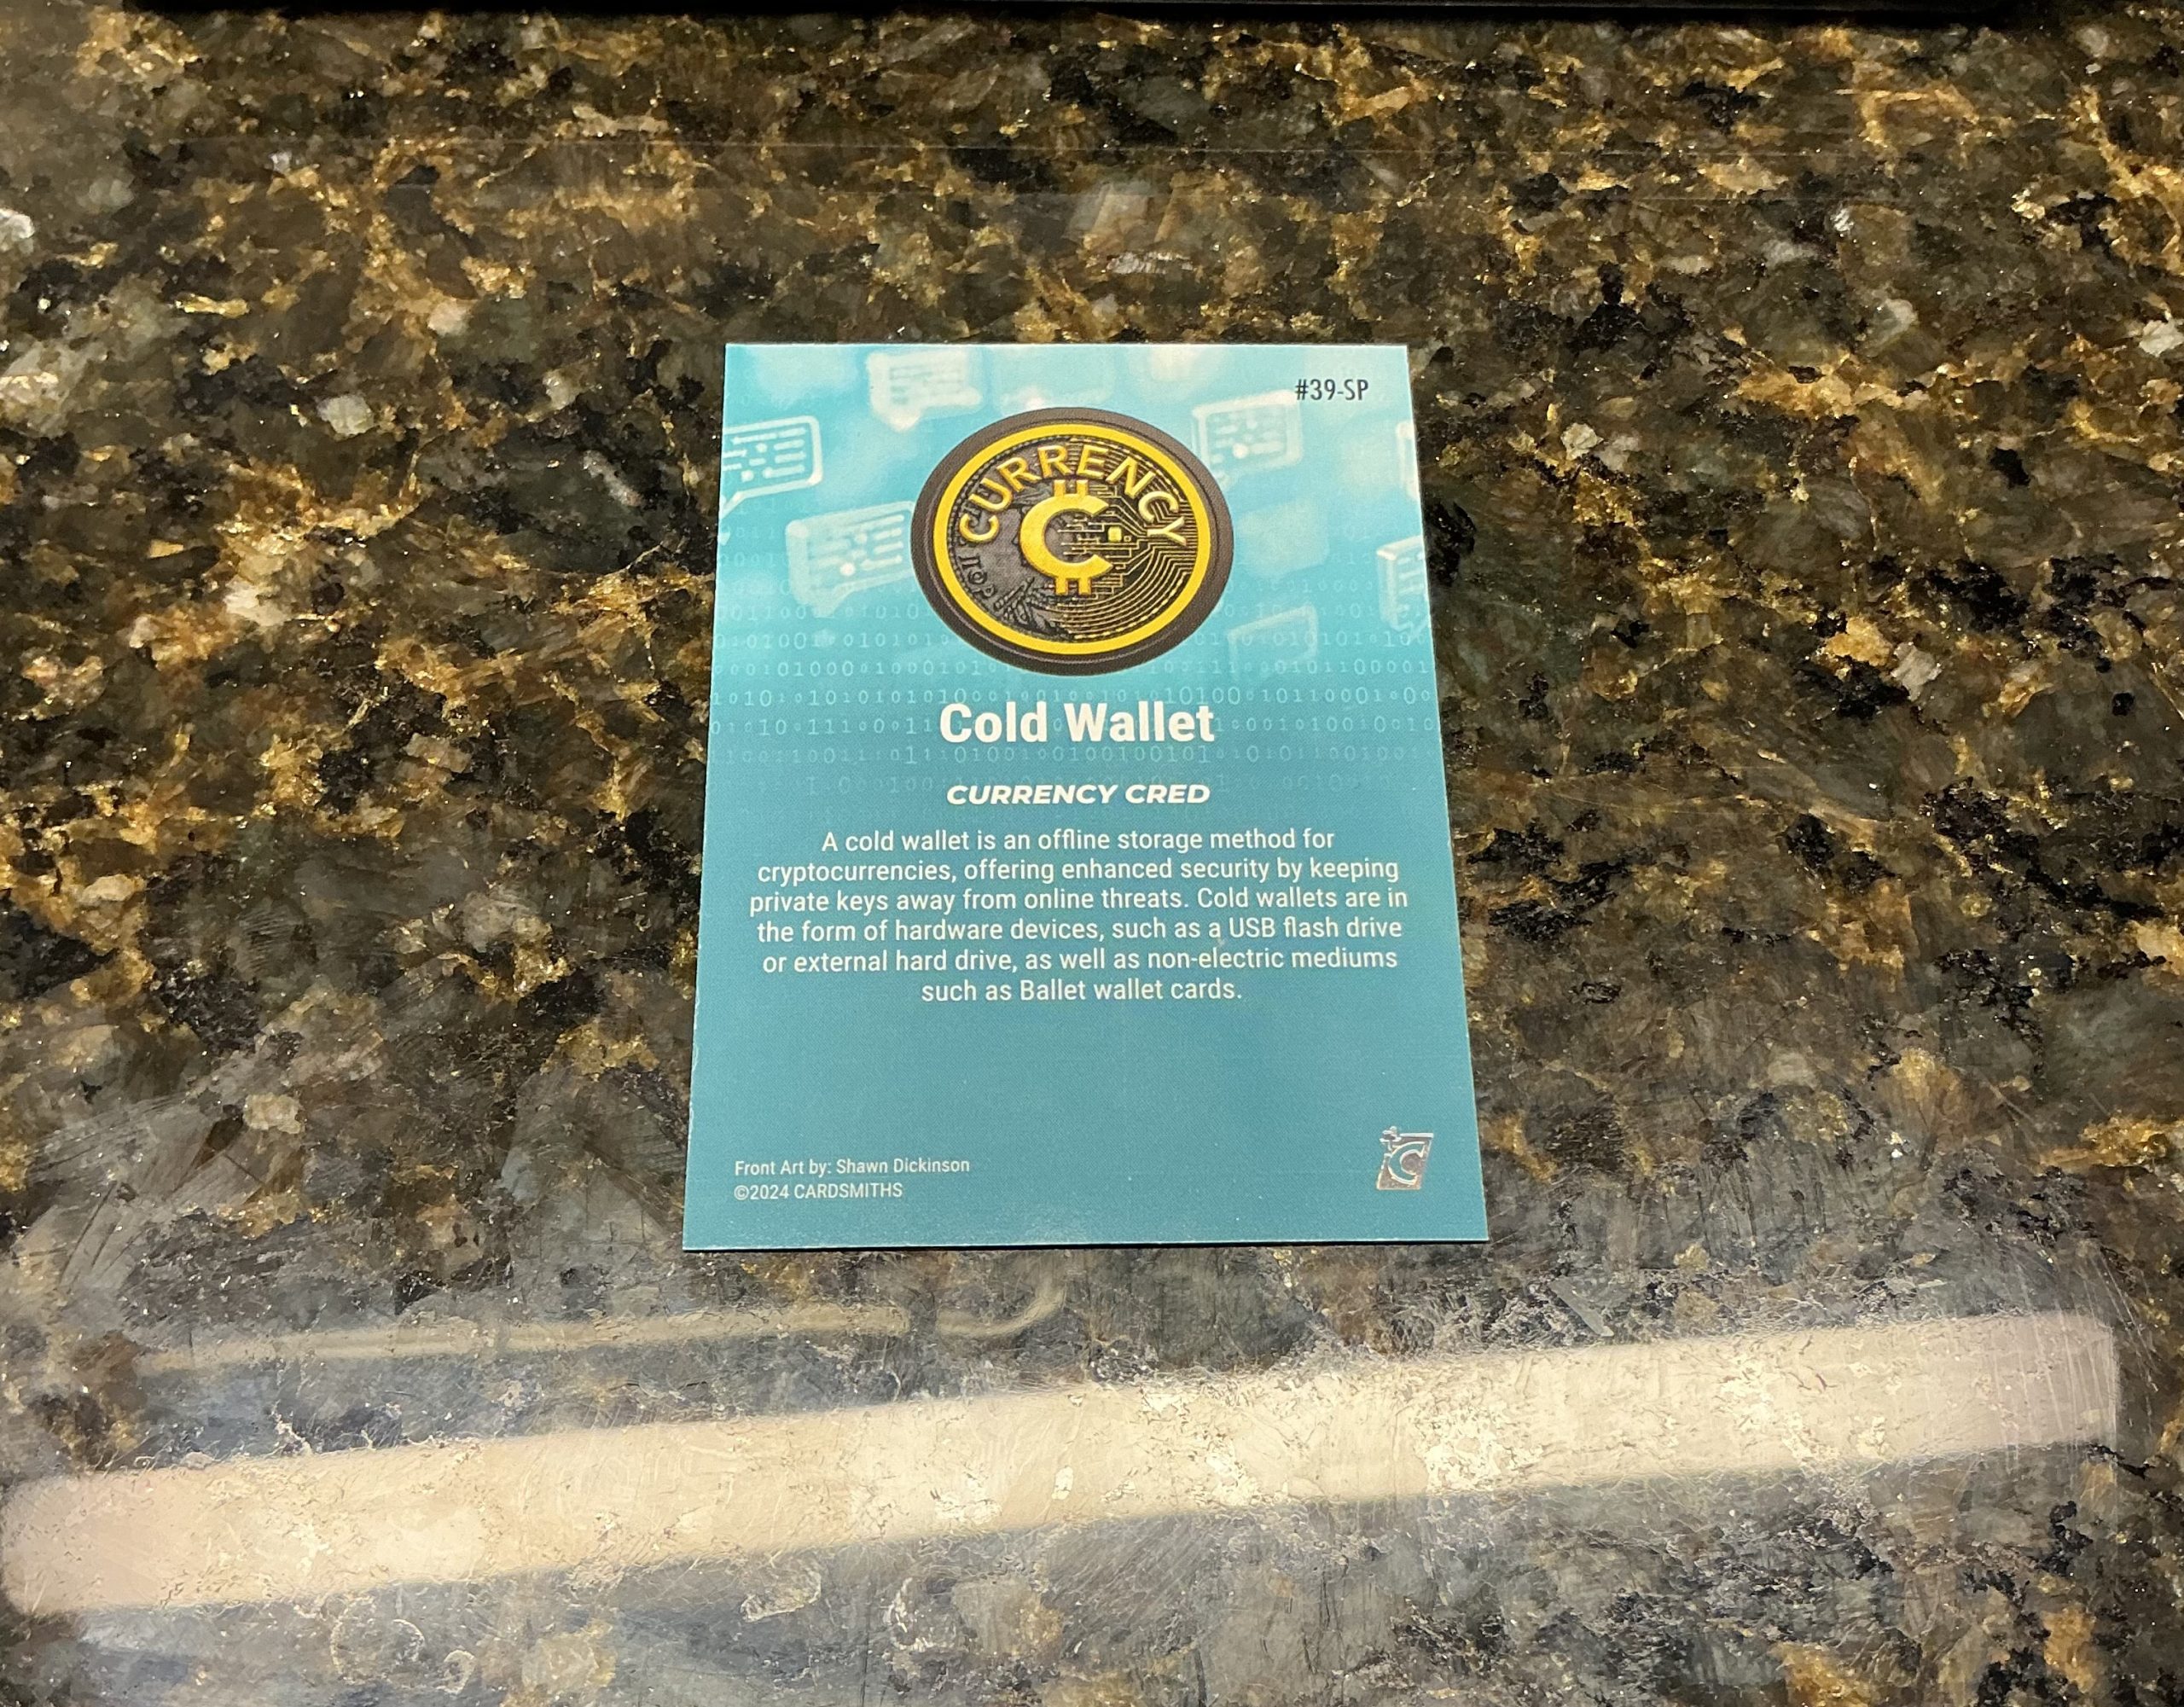 #39-SP
CURRENCY
Cold Wallet
CURRENCY CRED
A cold wallet is an offline storage method for
cryptocurrencies, offering enhanced security by keeping
private keys away from online threats. Cold wallets are in
the form of hardware devices, such as a USB flash drive
or external hard drive, as well as non-electric mediums
such as Ballet wallet cards.
Front Art by: Shawn Dickinson
©2024 CARDSMITHS
C